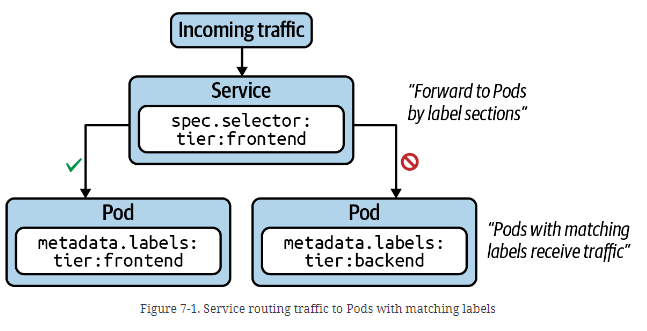 Incoming traffic
Service
spec.selector:
tier:frontend
“Forward to Pods
by label sections”
Pod
metadata.labels:
tier:frontend
Pod
metadata.labels:
tier:backend
“Pods with matching
labels receive traffic”
Figure 7-1. Service routing traffic to Pods with matching labels